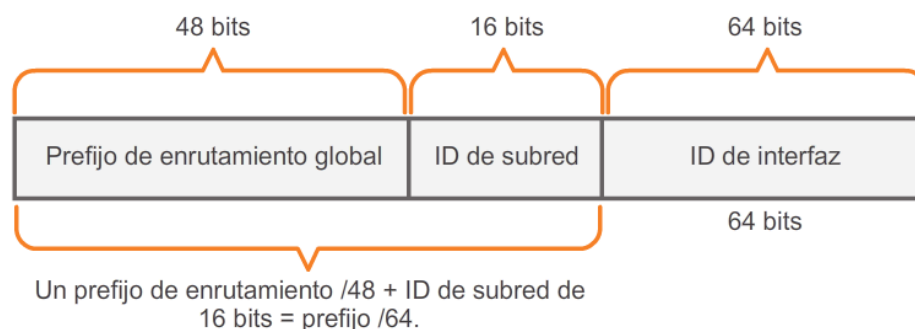 48 bits 16 bits 64 bits
Prefijo de enrutamiento global ID de subred ID de interfaz
64 bits
Un prefijo de enrutamiento /48 + ID de subred de
16 bits = prefijo /64.